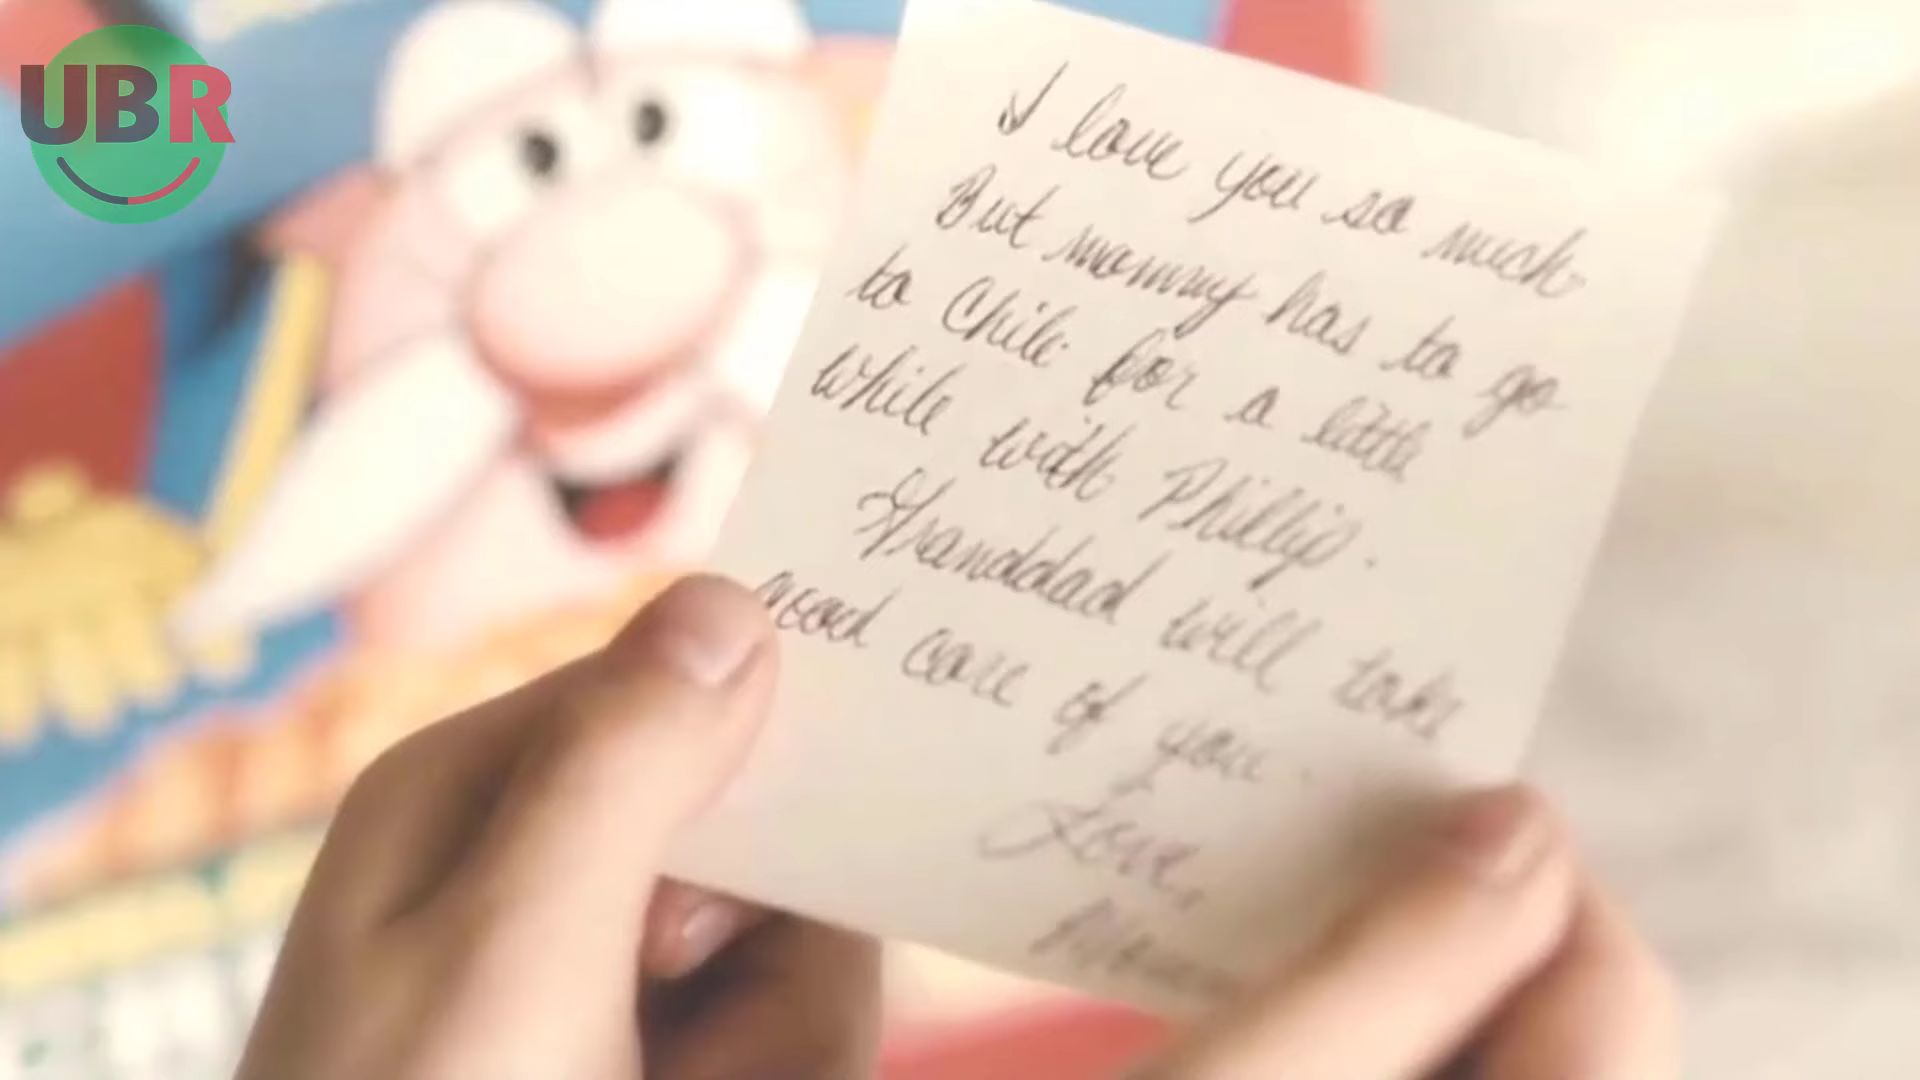 UBR
I love you so much
But mommy has to go
to Chile for a little
while with Phillip.
Granddad will take
good care of you.
Love,